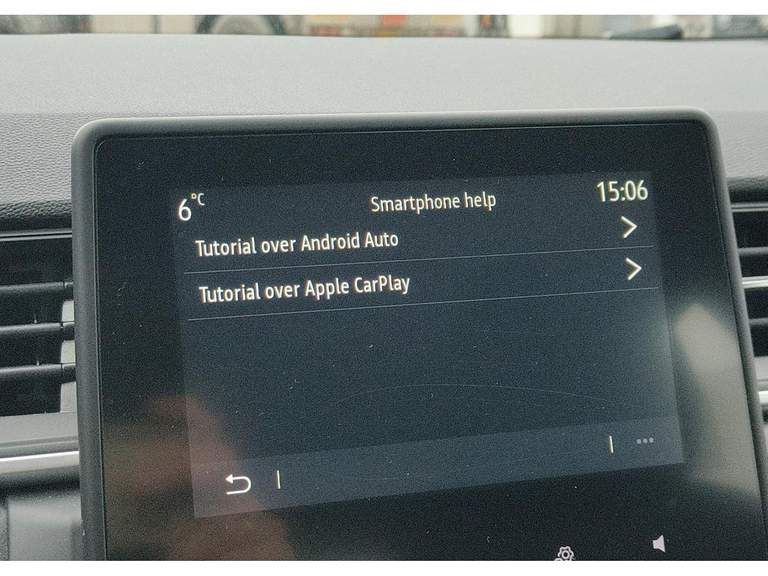 6°C Smartphone help 15:06
Tutorial over Android Auto
Tutorial over Apple CarPlay